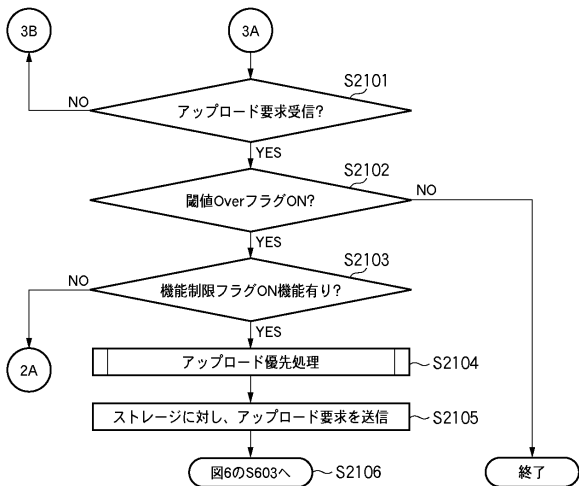 3B
3A
S2101
NO
アップロード要求受信?
YES
S2102
閾値OverフラグON?
NO
YES
S2103
NO
機能制限フラグON機能有り?
YES
2A
アップロード優先処理
S2104
ストレージに対し、アップロード要求を送信
S2105
図6のS603へ
S2106
終了